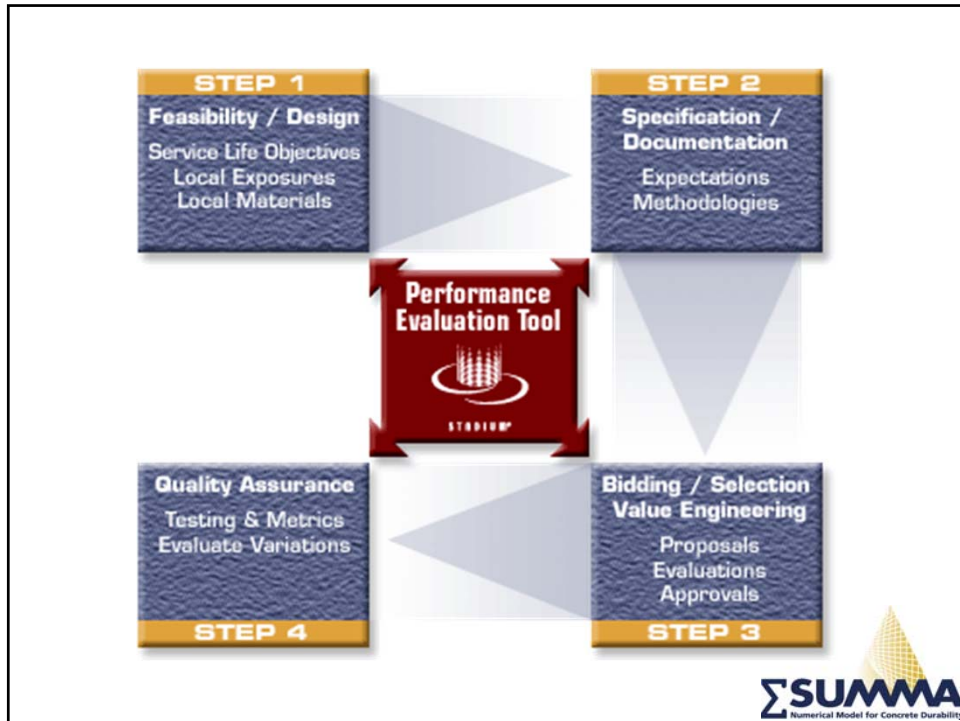 STEP 1
Feasibility / Design
Service Life Objectives
Local Exposures
Local Materials
STEP 2
Specification /
Documentation
Expectations
Methodologies
Performance
Evaluation Tool
STADIUM®
Bidding / Selection
Value Engineering
Proposals
Evaluations
Approvals
STEP 3
Quality Assurance
Testing & Metrics
Evaluate Variations
STEP 4
ΣSUMMA
Numerical Model for Concrete Durability